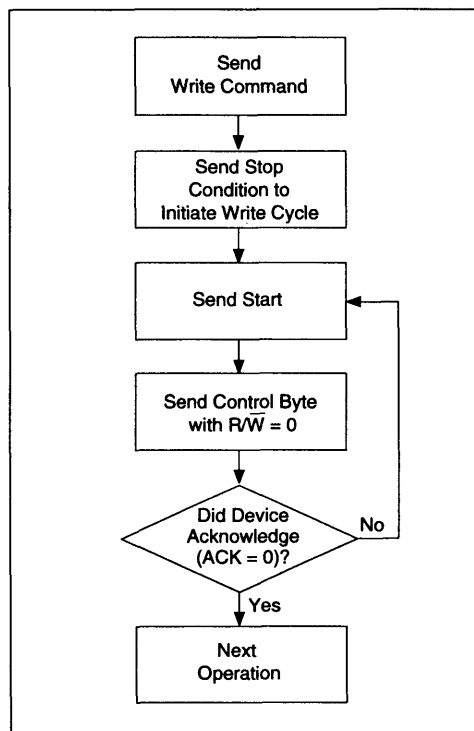 Send
Write Command
Send Stop
Condition to
Initiate Write Cycle
Send Start
Send Control Byte
with R/W̅ = 0
Did Device
Acknowledge
(ACK = 0)?
No
Yes
Next
Operation